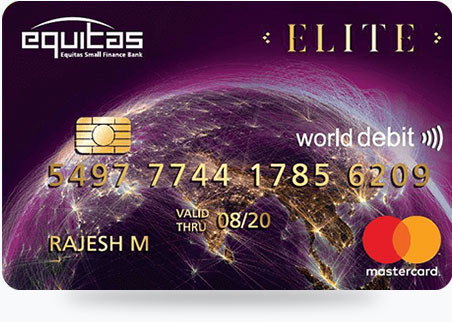 equitas
Equitas Small Finance Bank
ELITE
world debit
5497 7744 1785 6209
VALID THRU 08/20
RAJESH M
mastercard.